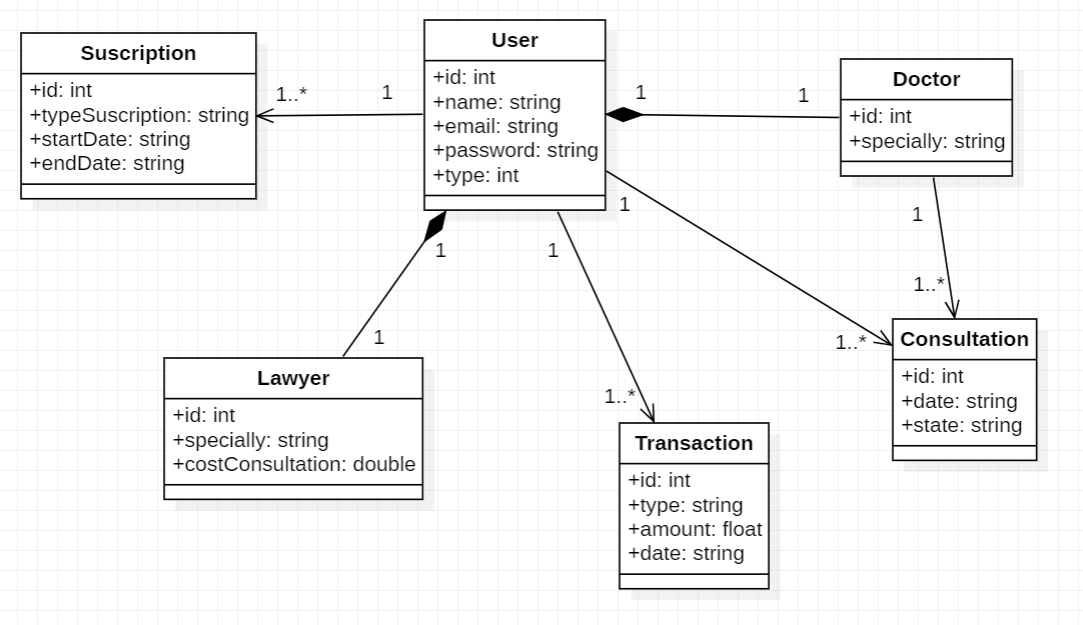 Suscription
+id: int
+typeSuscription: string
+startDate: string
+endDate: string
1..*
1
User
+id: int
+name: string
+email: string
+password: string
+type: int
1
1
Doctor
+id: int
+specially: string
1
1
1
1
1..*
1..*
1
1..*
Lawyer
+id: int
+specially: string
+costConsultation: double
Transaction
+id: int
+type: string
+amount: float
+date: string
Consultation
+id: int
+date: string
+state: string